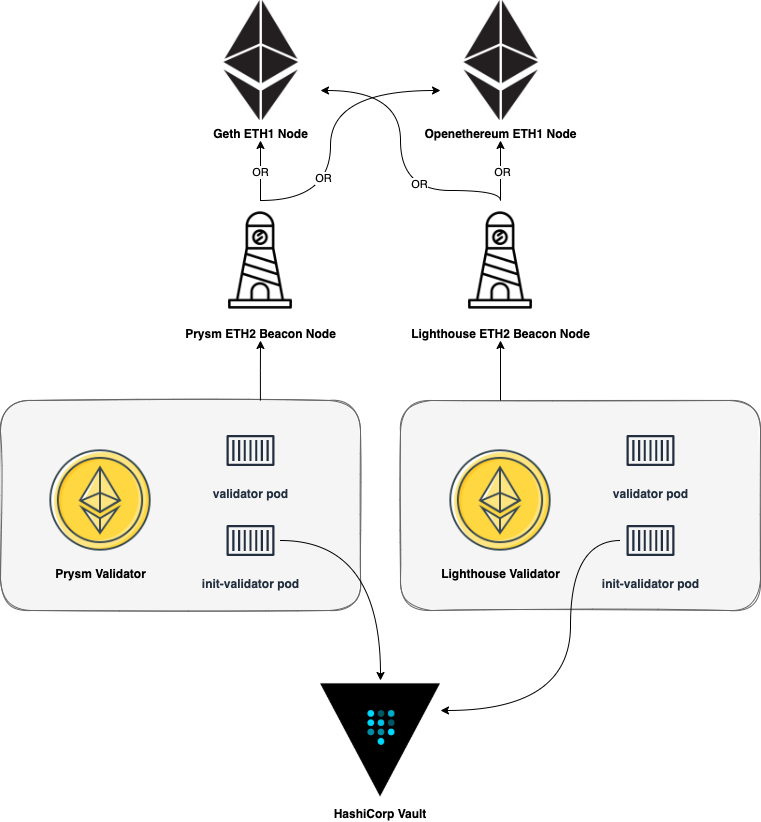 Geth ETH1 Node
Openethereum ETH1 Node
OR
OR
OR
OR
Prysm ETH2 Beacon Node
Lighthouse ETH2 Beacon Node
validator pod
validator pod
Prysm Validator
init-validator pod
Lighthouse Validator
init-validator pod
HashiCorp Vault